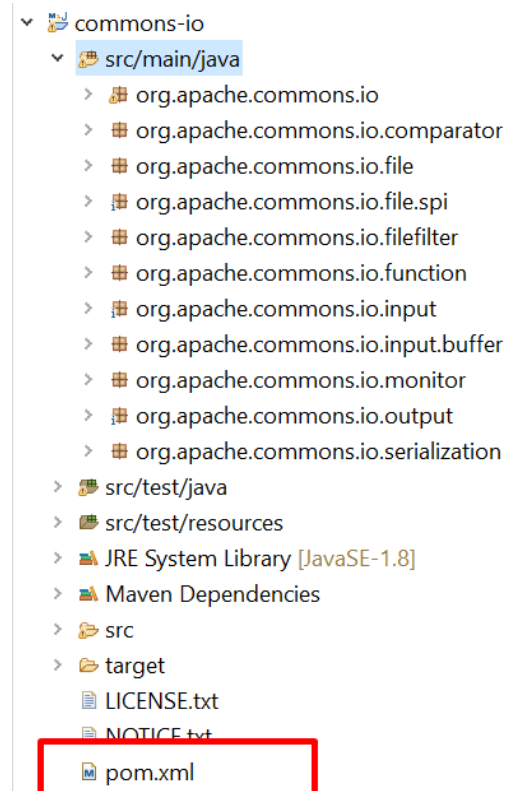 commons-io
src/main/java
org.apache.commons.io
org.apache.commons.io.comparator
org.apache.commons.io.file
org.apache.commons.io.file.spi
org.apache.commons.io.filefilter
org.apache.commons.io.function
org.apache.commons.io.input
org.apache.commons.io.input.buffer
org.apache.commons.io.monitor
org.apache.commons.io.output
org.apache.commons.io.serialization
src/test/java
src/test/resources
JRE System Library [JavaSE-1.8]
Maven Dependencies
src
target
LICENSE.txt
NOTICE.txt
pom.xml